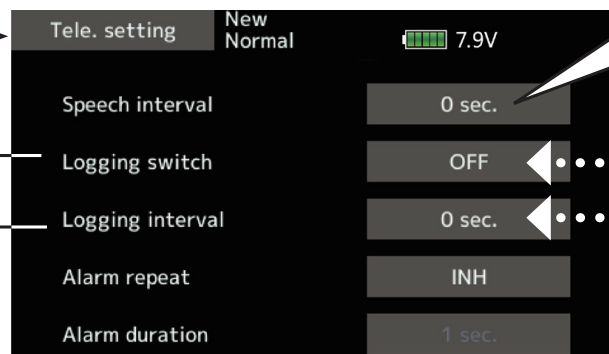 Tele. setting New
Normal 7.9V
Speech interval 0 sec.
Logging switch OFF
Logging interval 0 sec.
Alarm repeat INH
Alarm duration 1 sec.